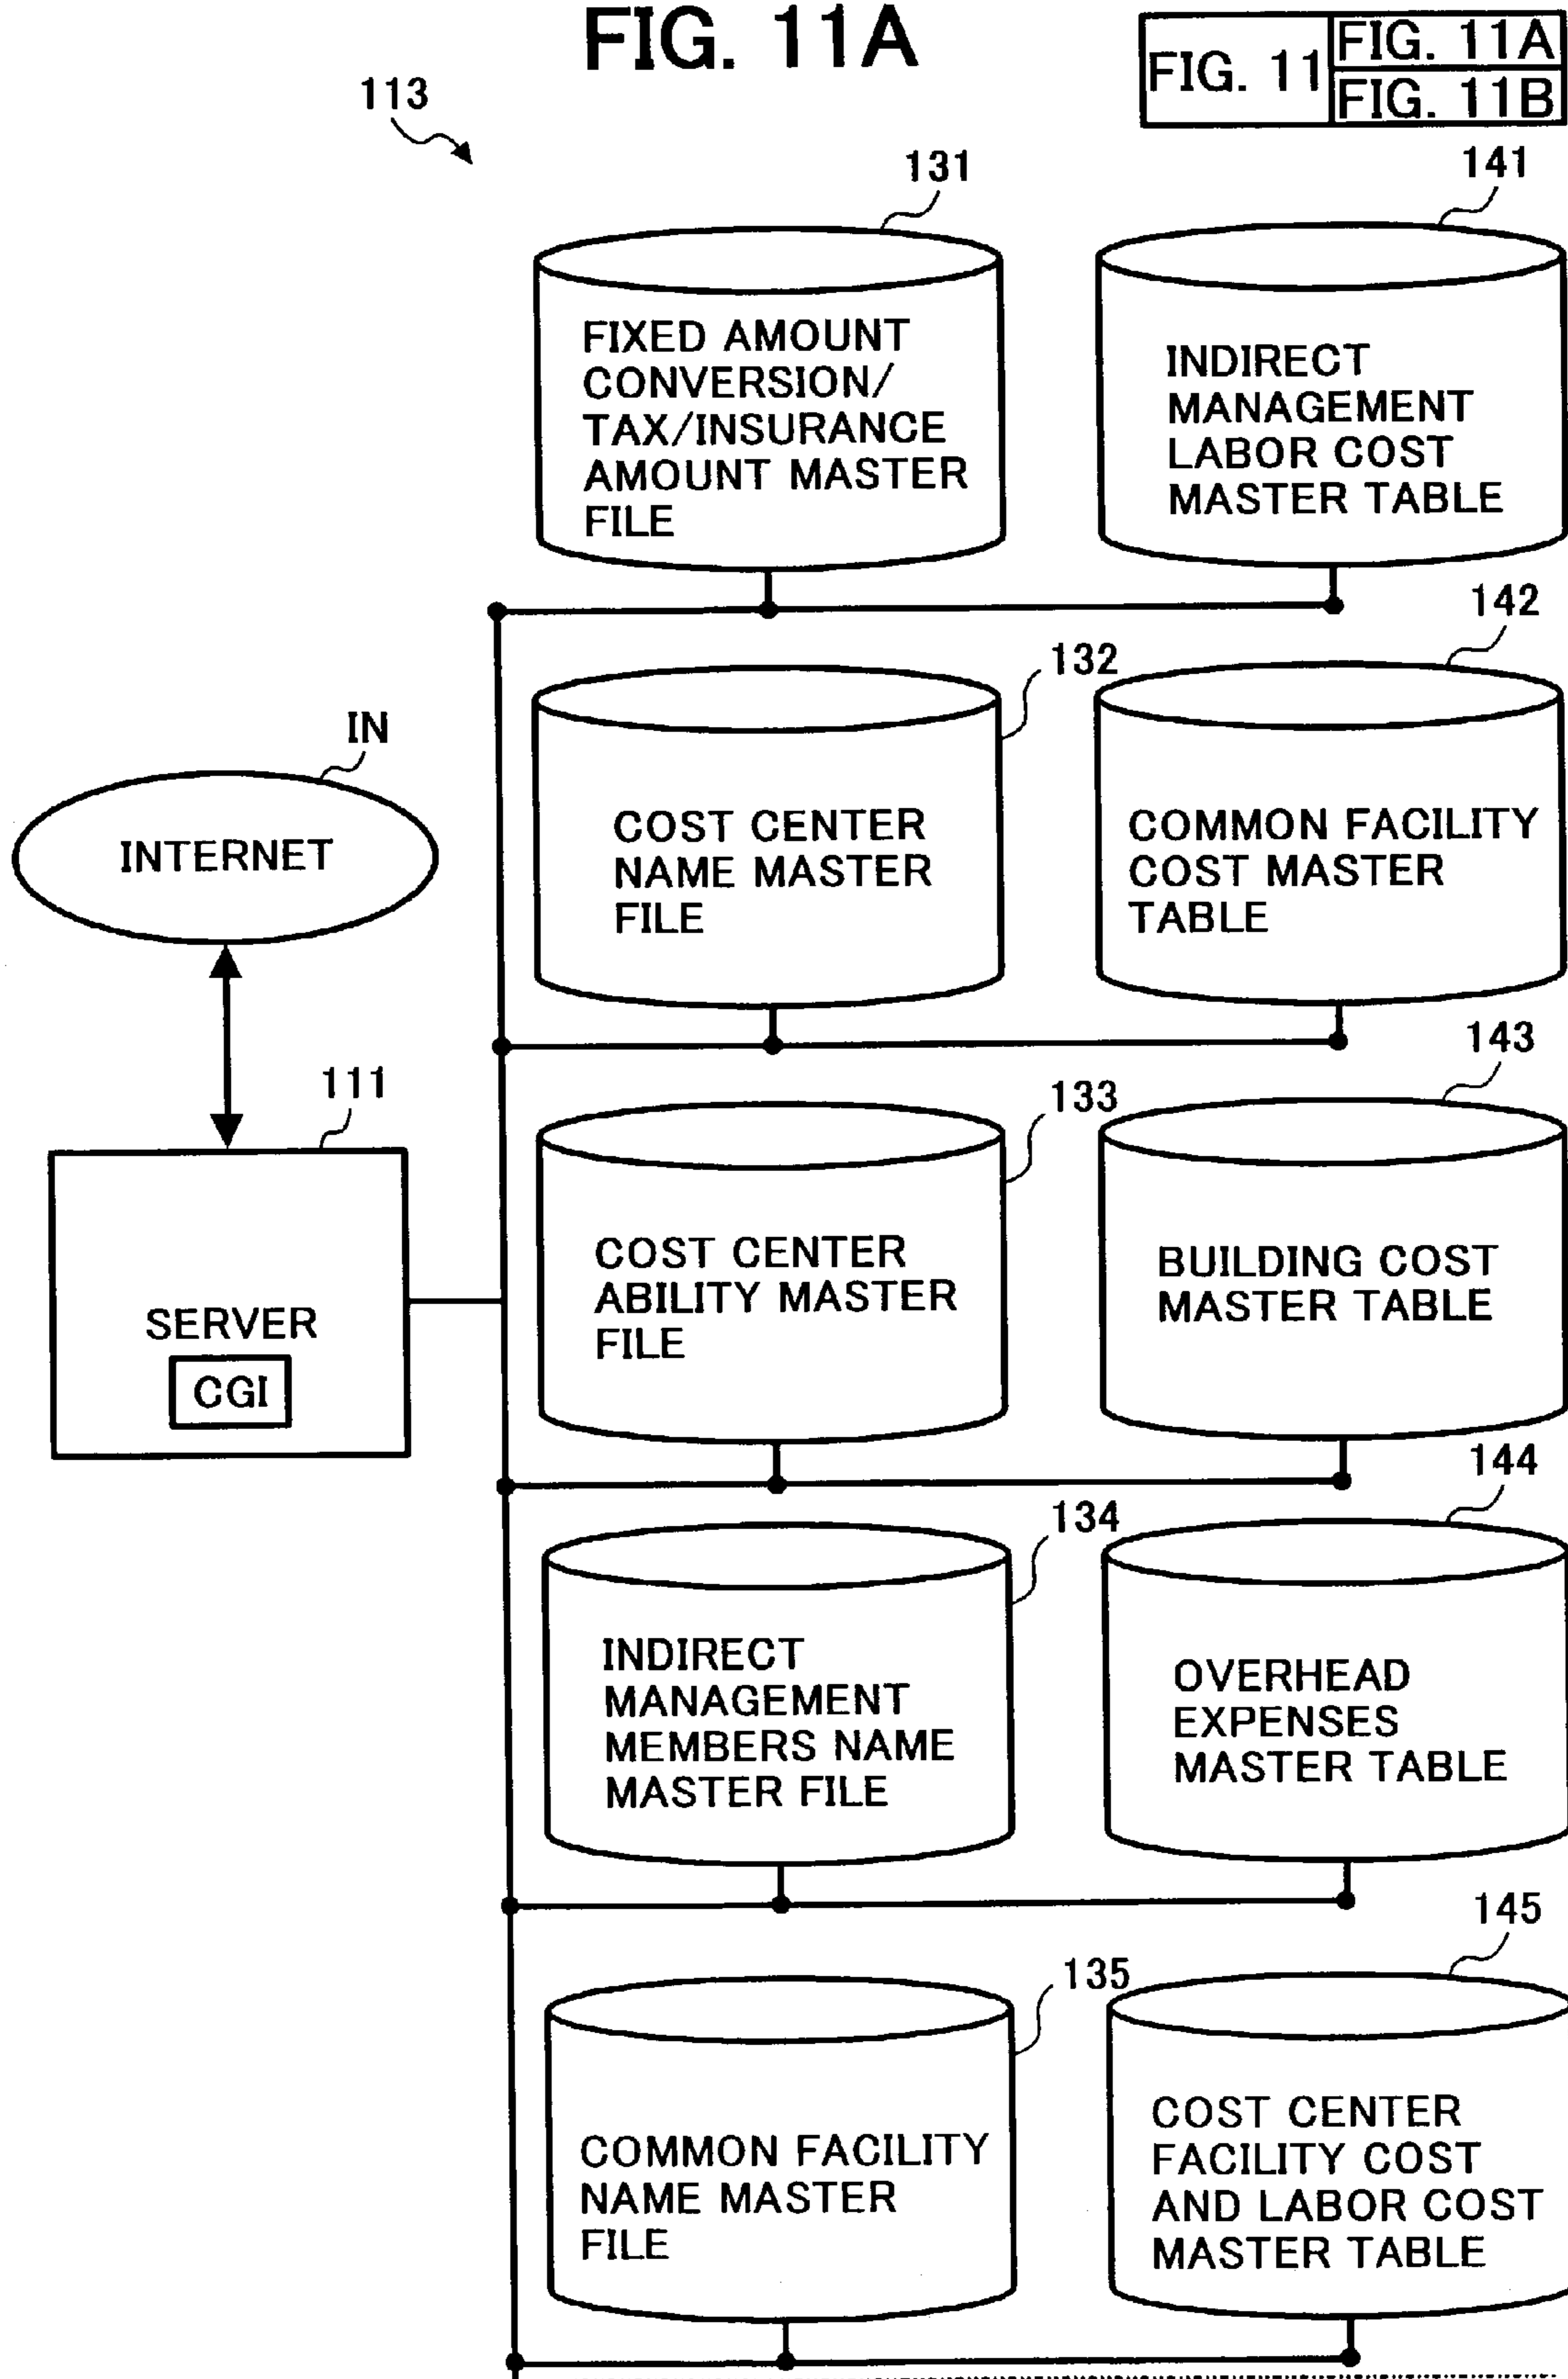 FIG. 11A
FIG. 11
FIG. 11A
FIG. 11B
113
131
141
FIXED AMOUNT
CONVERSION/
TAX/INSURANCE
AMOUNT MASTER
FILE
INDIRECT
MANAGEMENT
LABOR COST
MASTER TABLE
132
142
COST CENTER
NAME MASTER
FILE
COMMON FACILITY
COST MASTER
TABLE
IN
INTERNET
111
SERVER
CGI
133
143
COST CENTER
ABILITY MASTER
FILE
BUILDING COST
MASTER TABLE
134
144
INDIRECT
MANAGEMENT
MEMBERS NAME
MASTER FILE
OVERHEAD
EXPENSES
MASTER TABLE
135
145
COMMON FACILITY
NAME MASTER
FILE
COST CENTER
FACILITY COST
AND LABOR COST
MASTER TABLE